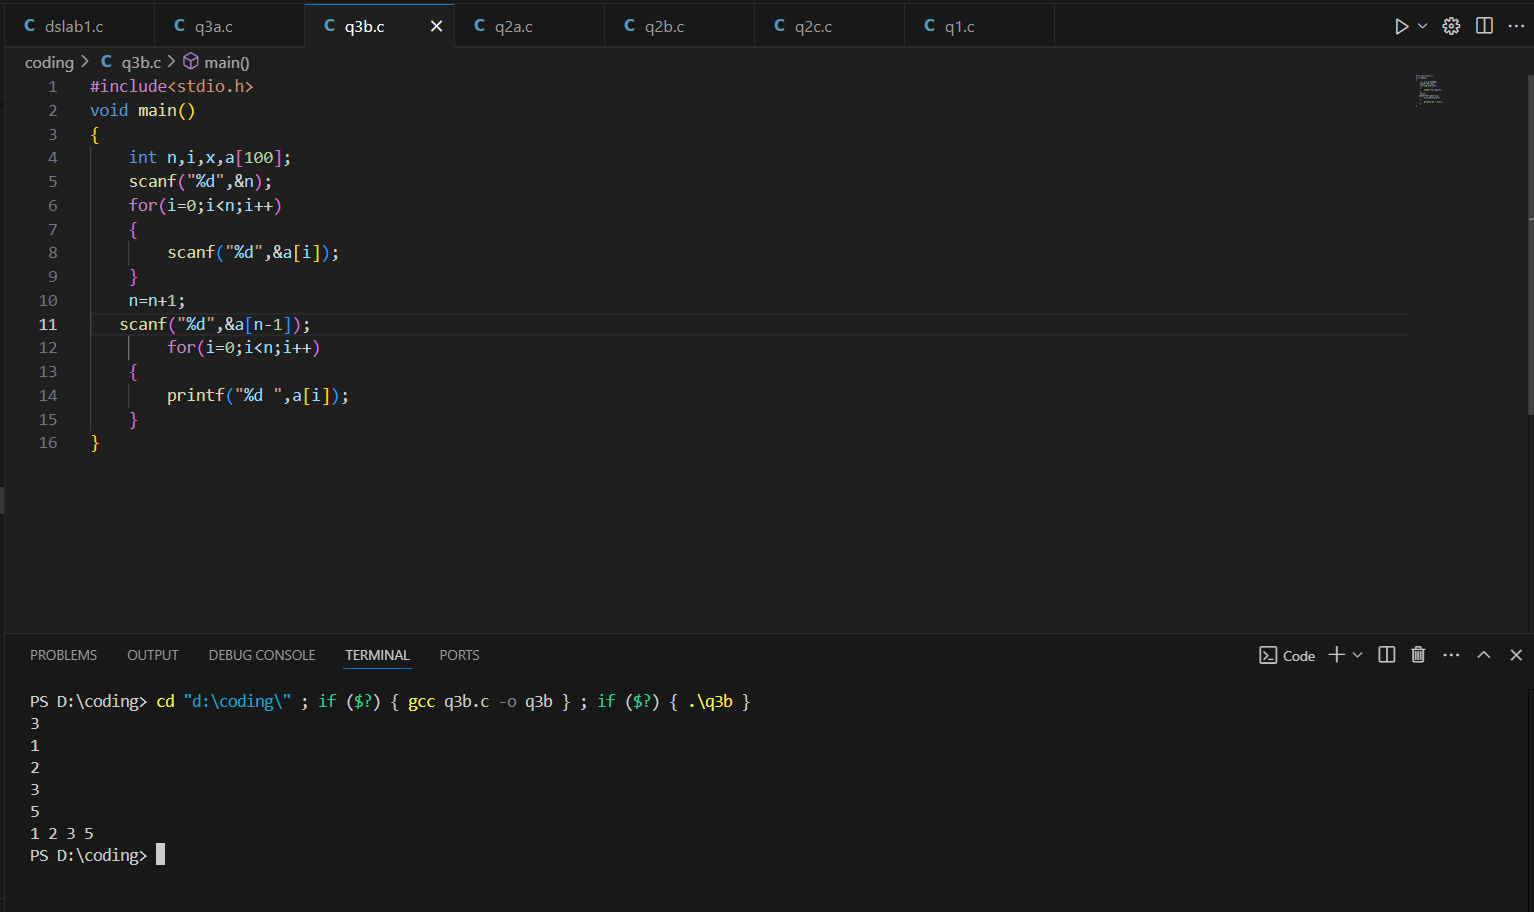 C dslab1.c C q3a.c C q3b.c C q2a.c C q2b.c C q2c.c C q1.c
coding > C q3b.c > main()
1 #include<stdio.h>
2 void main()
3 {
4 int n,i,x,a[100];
5 scanf("%d",&n);
6 for(i=0;i<n;i++)
7 {
8 scanf("%d",&a[i]);
9 }
10 n=n+1;
11 scanf("%d",&a[n-1]);
12 for(i=0;i<n;i++)
13 {
14 printf("%d ",a[i]);
15 }
16 }
PROBLEMS OUTPUT DEBUG CONSOLE TERMINAL PORTS Code
PS D:\coding> cd "d:\coding\" ; if ($?) { gcc q3b.c -o q3b } ; if ($?) { .\q3b }
3
1
2
3
5
1 2 3 5
PS D:\coding>